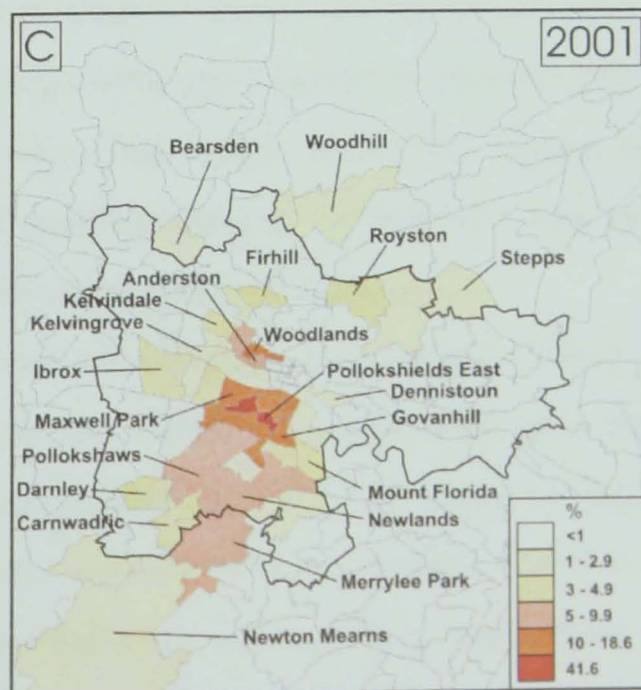 C
2001
Bearsden
Woodhill
Royston
Firhill
Stepps
Anderston
Kelvindale
Woodlands
Kelvingrove
Ibrox
Pollokshields East
Dennistoun
Maxwell Park
Govanhill
Pollokshaws
Darnley
Mount Florida
Carnwadric
Newlands
Merrylee Park
Newton Mearns
%
<1
1 - 2.9
3 - 4.9
5 - 9.9
10 - 18.6
41.6